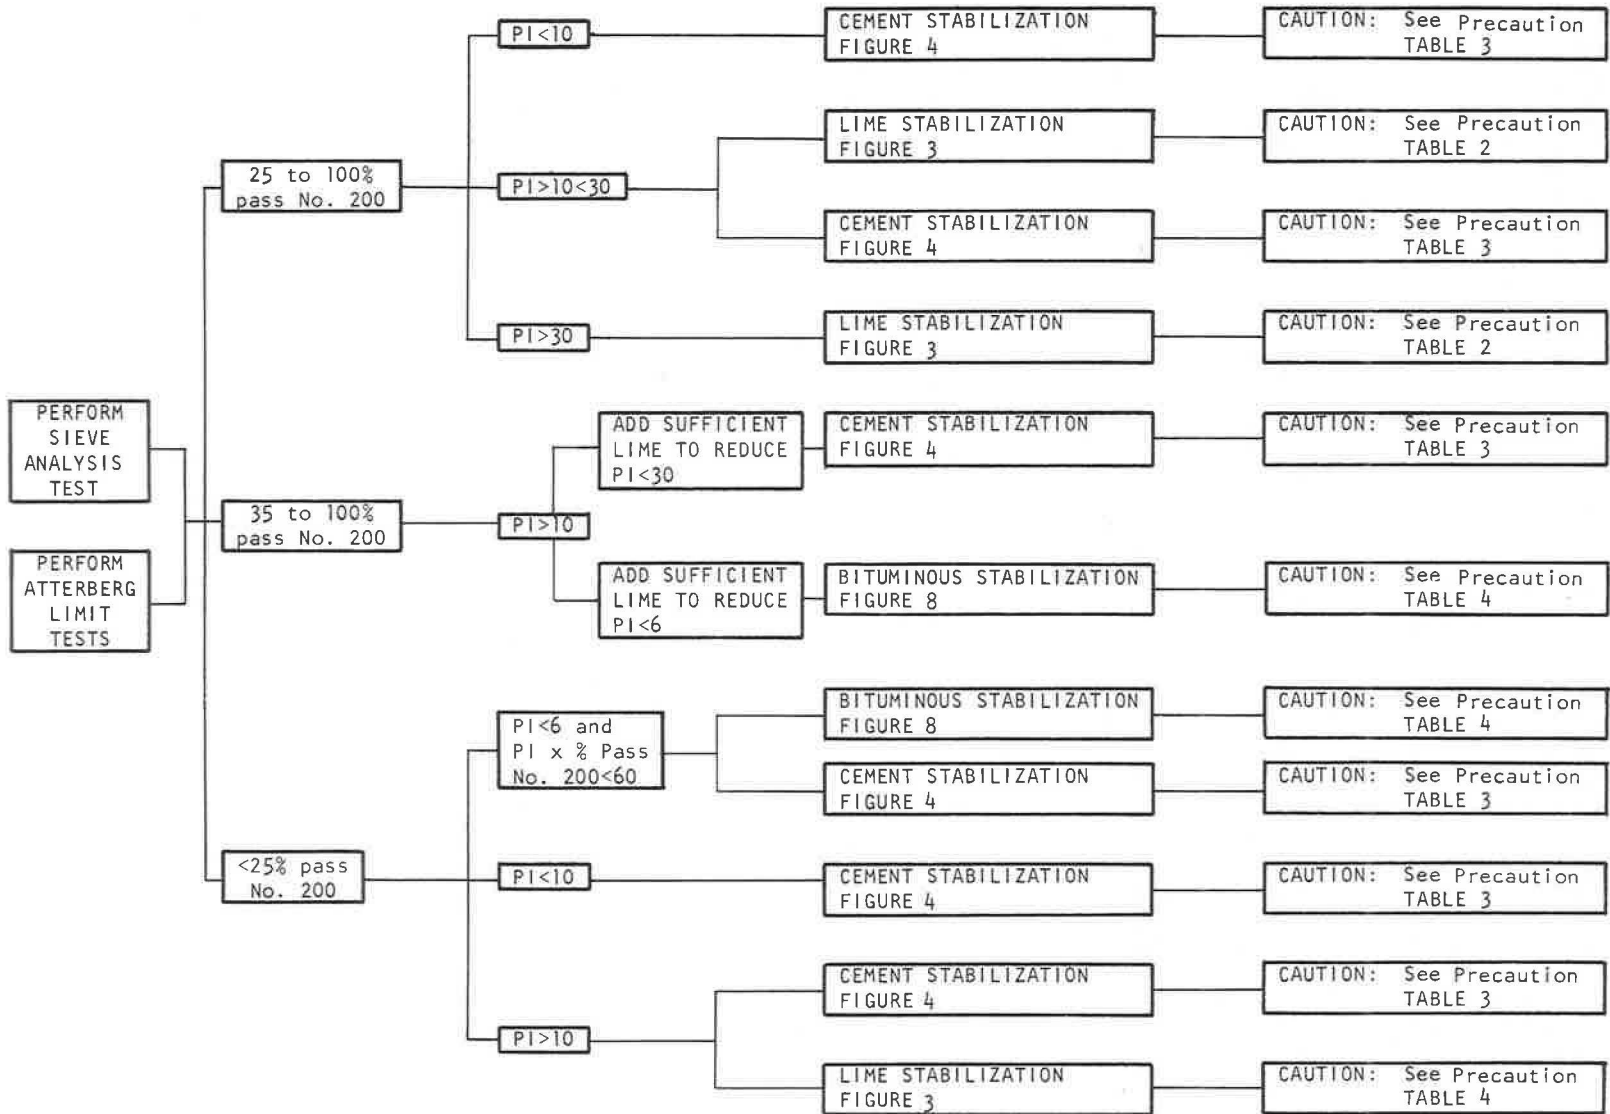 PI<10
CEMENT STABILIZATION
FIGURE 4
CAUTION: See Precaution
TABLE 3
LIME STABILIZATION
FIGURE 3
CAUTION: See Precaution
TABLE 2
25 to 100%
pass No. 200
PI>10<30
CEMENT STABILIZATION
FIGURE 4
CAUTION: See Precaution
TABLE 3
PI>30
LIME STABILIZATION
FIGURE 3
CAUTION: See Precaution
TABLE 2
PERFORM
SIEVE
ANALYSIS
TEST
PERFORM
ATTERBERG
LIMIT
TESTS
35 to 100%
pass No. 200
PI>10
ADD SUFFICIENT
LIME TO REDUCE
PI<30
CEMENT STABILIZATION
FIGURE 4
CAUTION: See Precaution
TABLE 3
ADD SUFFICIENT
LIME TO REDUCE
PI<6
BITUMINOUS STABILIZATION
FIGURE 8
CAUTION: See Precaution
TABLE 4
PI<6 and
PI x % Pass
No. 200<60
BITUMINOUS STABILIZATION
FIGURE 8
CAUTION: See Precaution
TABLE 4
CEMENT STABILIZATION
FIGURE 4
CAUTION: See Precaution
TABLE 3
<25% pass
No. 200
PI<10
CEMENT STABILIZATION
FIGURE 4
CAUTION: See Precaution
TABLE 3
PI>10
CEMENT STABILIZATION
FIGURE 4
CAUTION: See Precaution
TABLE 3
LIME STABILIZATION
FIGURE 3
CAUTION: See Precaution
TABLE 4